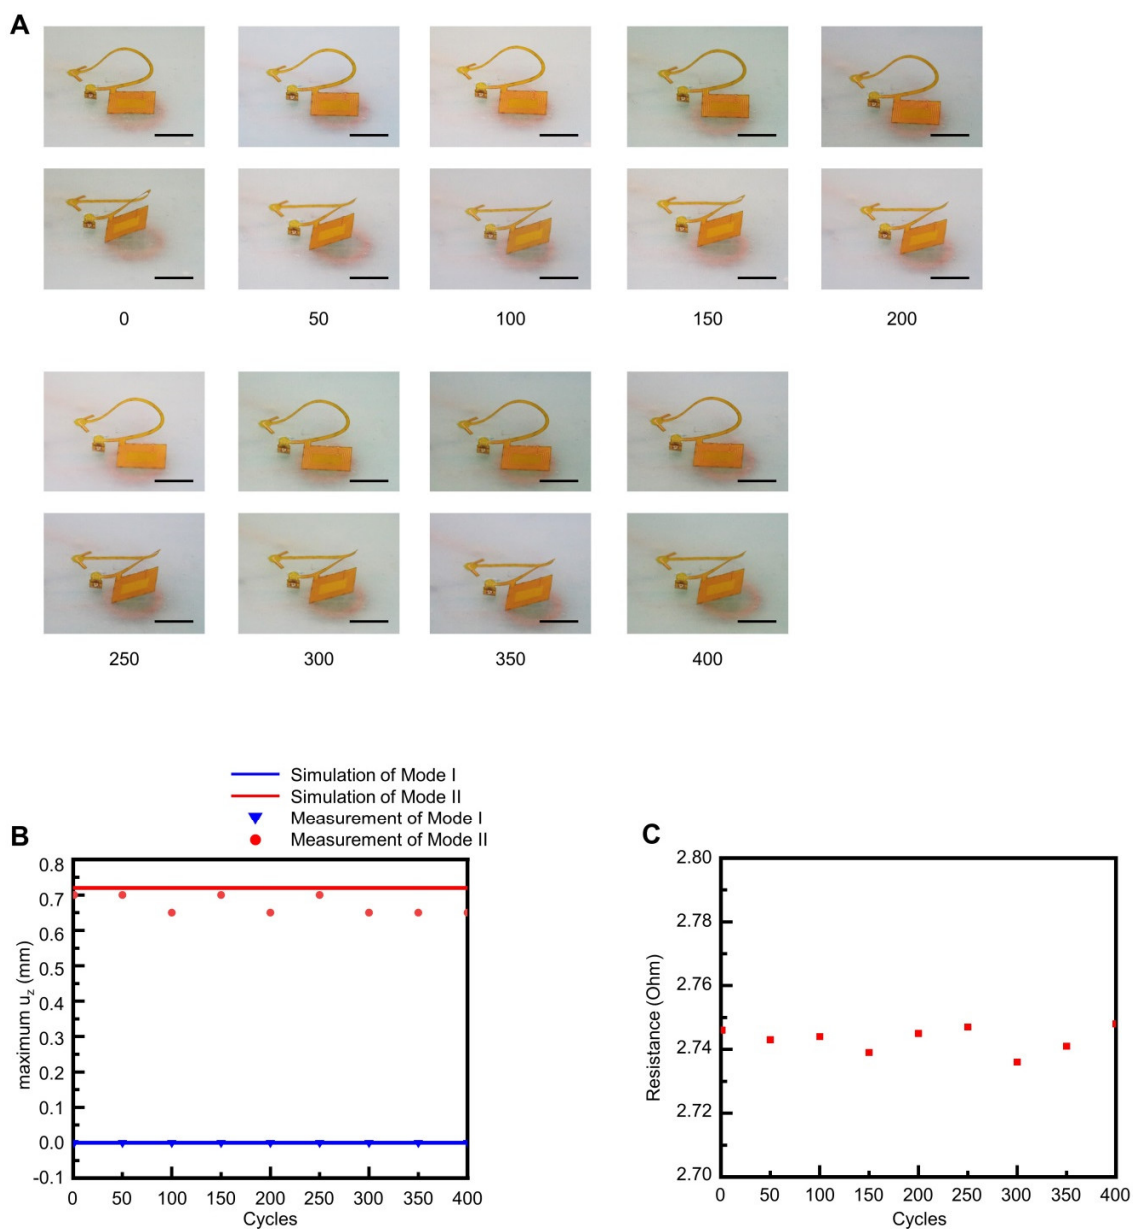 A
0 50 100 150 200
250 300 350 400
Simulation of Mode I
Simulation of Mode II
Measurement of Mode I
Measurement of Mode II
B
0.8
0.7
0.6
0.5
0.4
0.3
0.2
0.1
0.0
-0.1
maximum u_z (mm)
0 50 100 150 200 250 300 350 400
Cycles
C
2.80
2.78
2.76
2.74
2.72
2.70
Resistance (Ohm)
0 50 100 150 200 250 300 350 400
Cycles